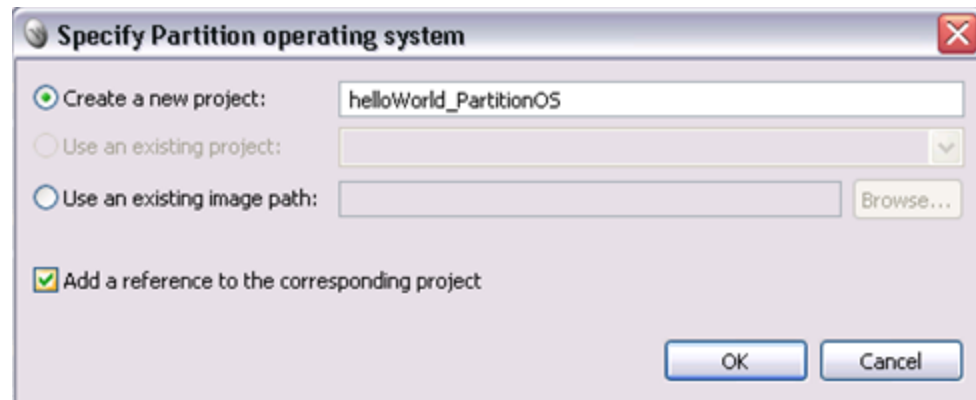 Specify Partition operating system
Create a new project: helloWorld_PartitionOS
Use an existing project:
Use an existing image path: Browse...
Add a reference to the corresponding project
OK Cancel